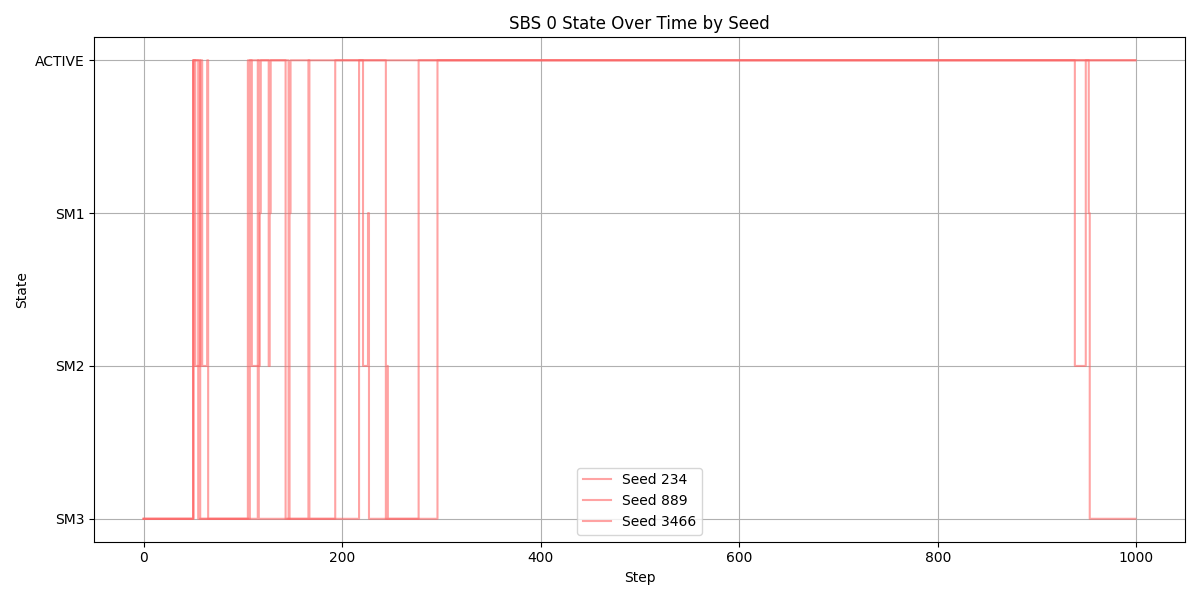 SBS 0 State Over Time by Seed
ACTIVE
SM1
SM2
SM3
State
Seed 234
Seed 889
Seed 3466
0
200
400
600
800
1000
Step